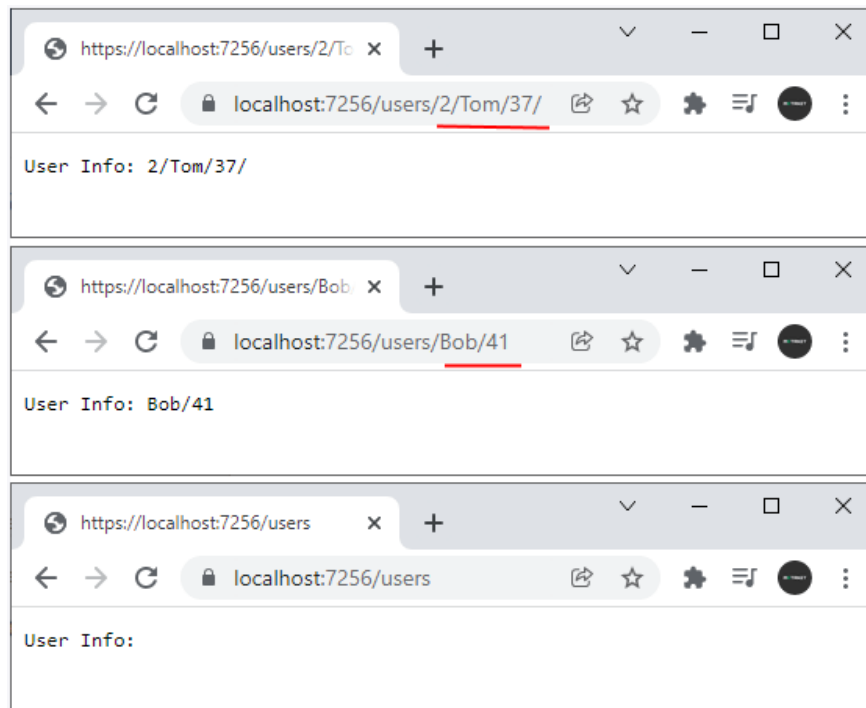 https://localhost:7256/users/2/To
localhost:7256/users/2/Tom/37/
User Info: 2/Tom/37/
https://localhost:7256/users/Bob/
localhost:7256/users/Bob/41
User Info: Bob/41
https://localhost:7256/users
localhost:7256/users
User Info: